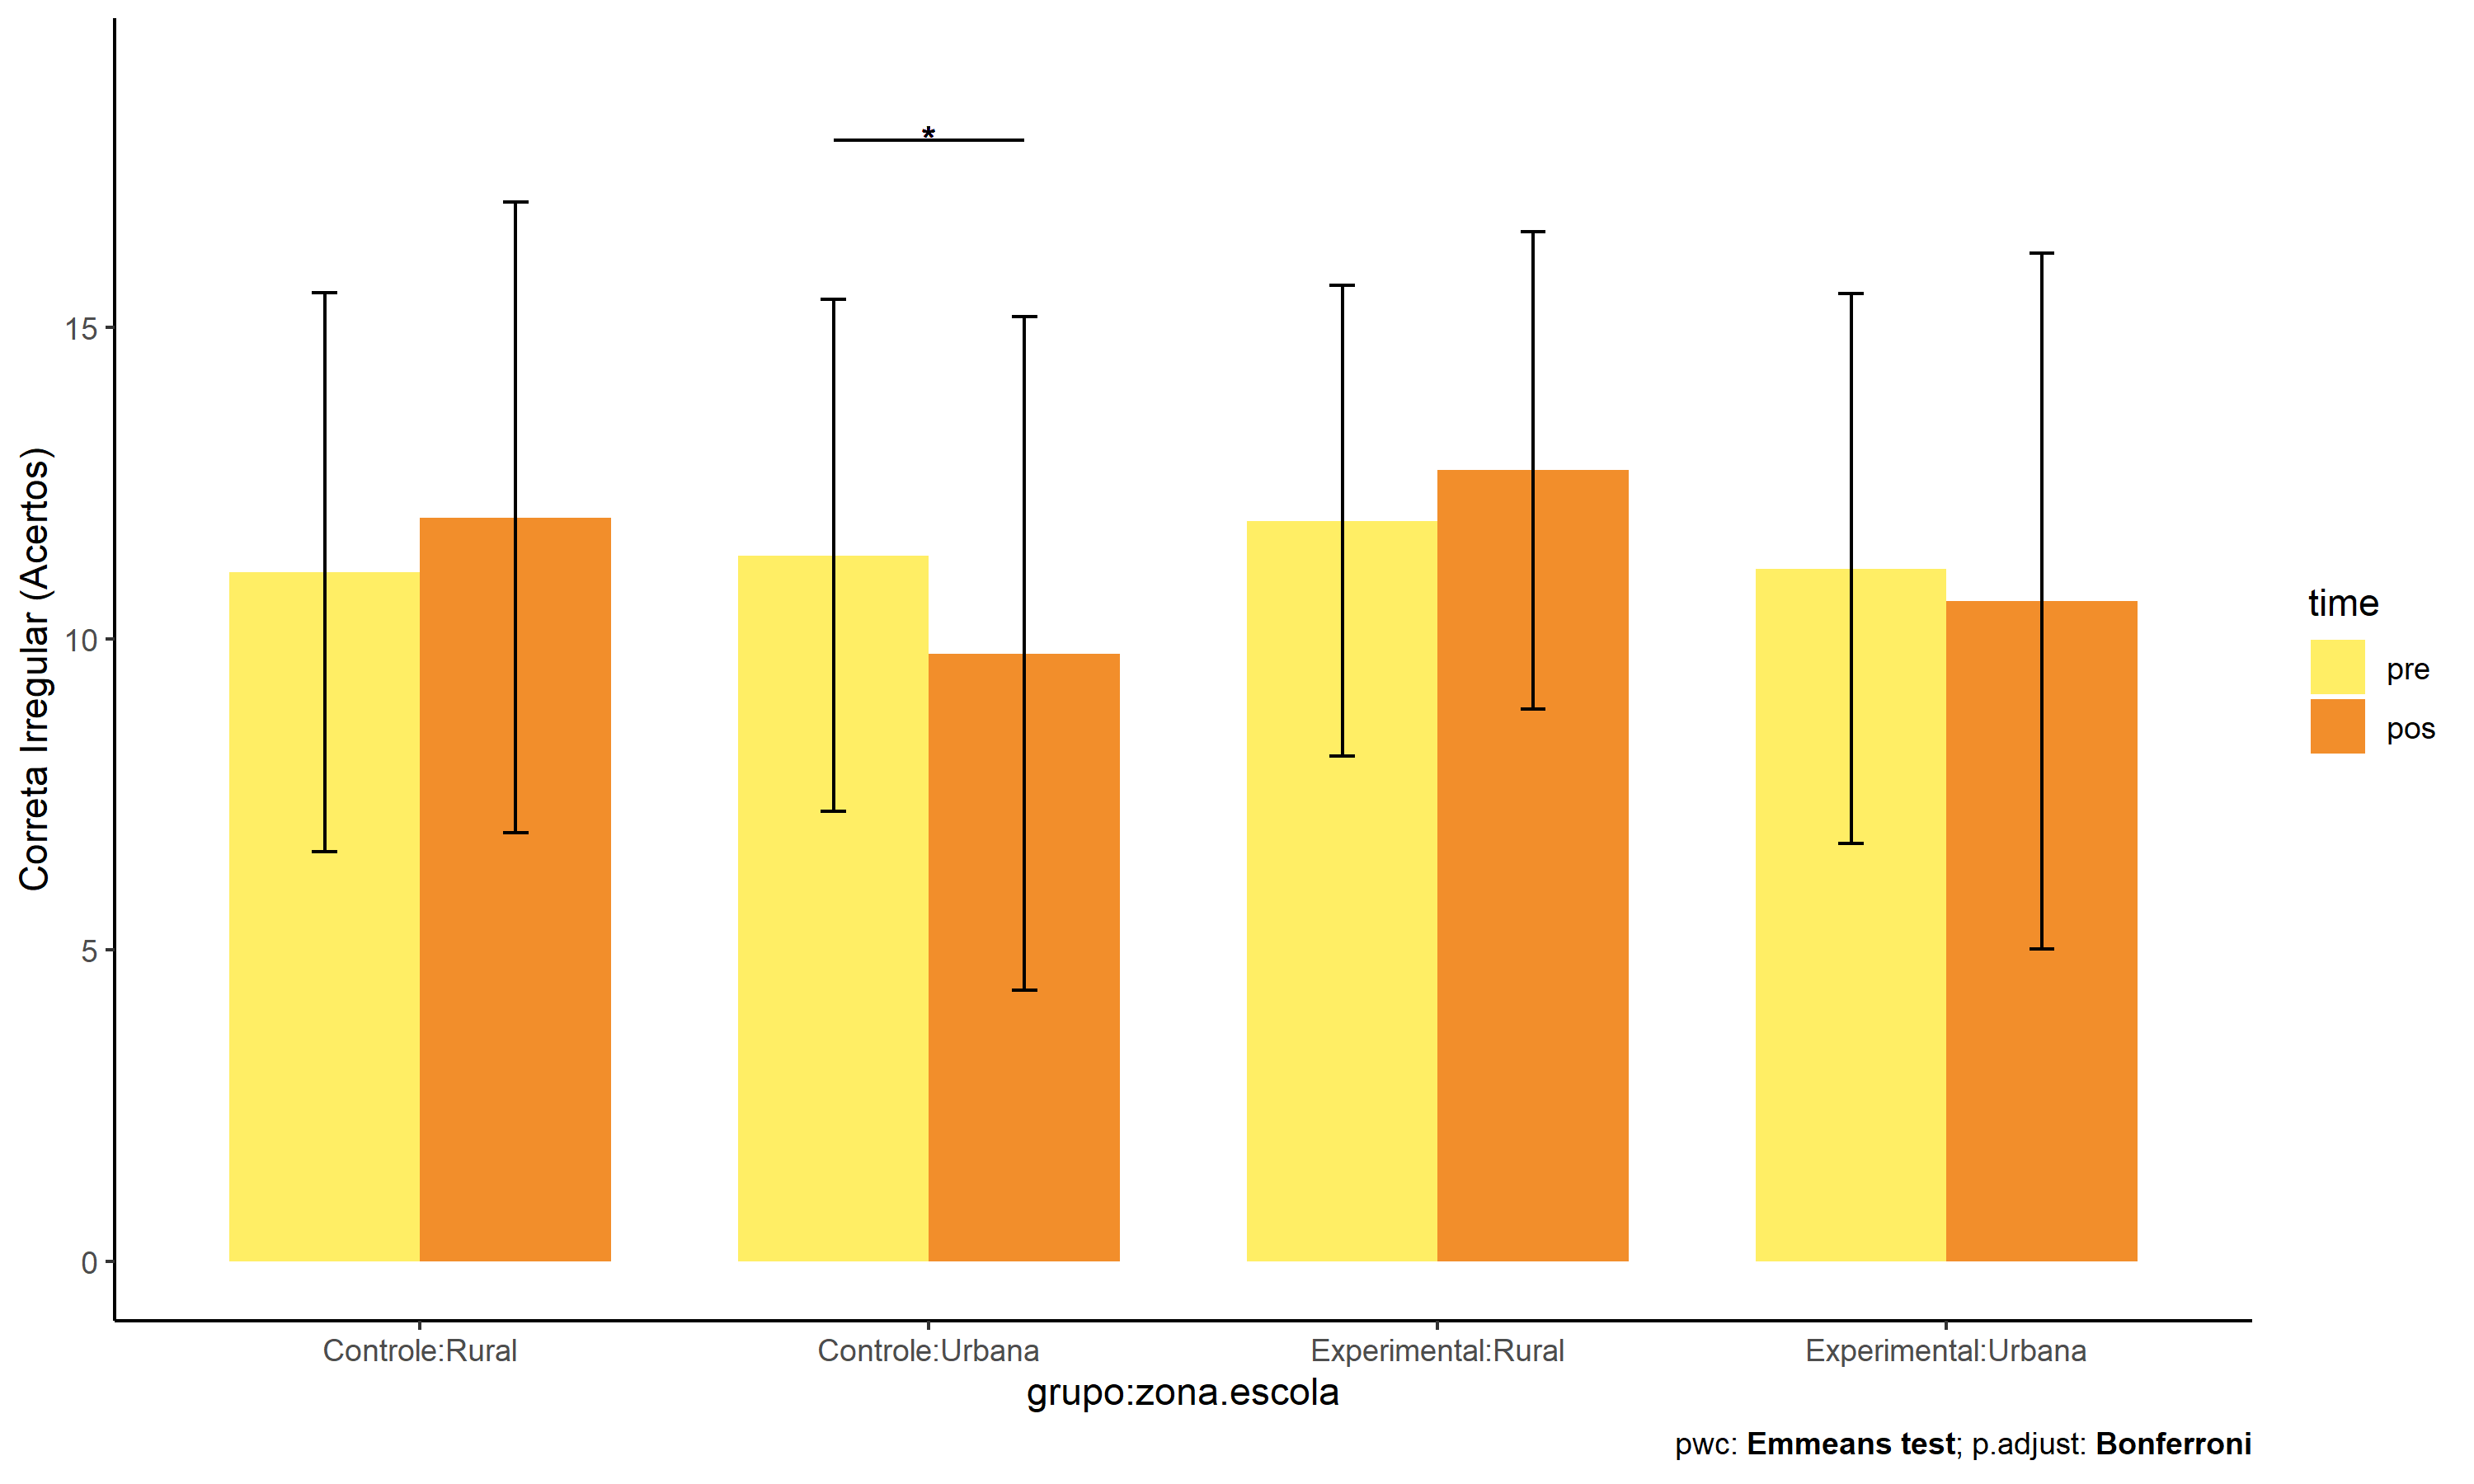 *
Correta Irregular (Acertos)
15
10
5
0
Controle:Rural
Controle:Urbana
Experimental:Rural
Experimental:Urbana
grupo:zona.escola
time
pre
pos
pwc: Emmeans test; p.adjust: Bonferroni